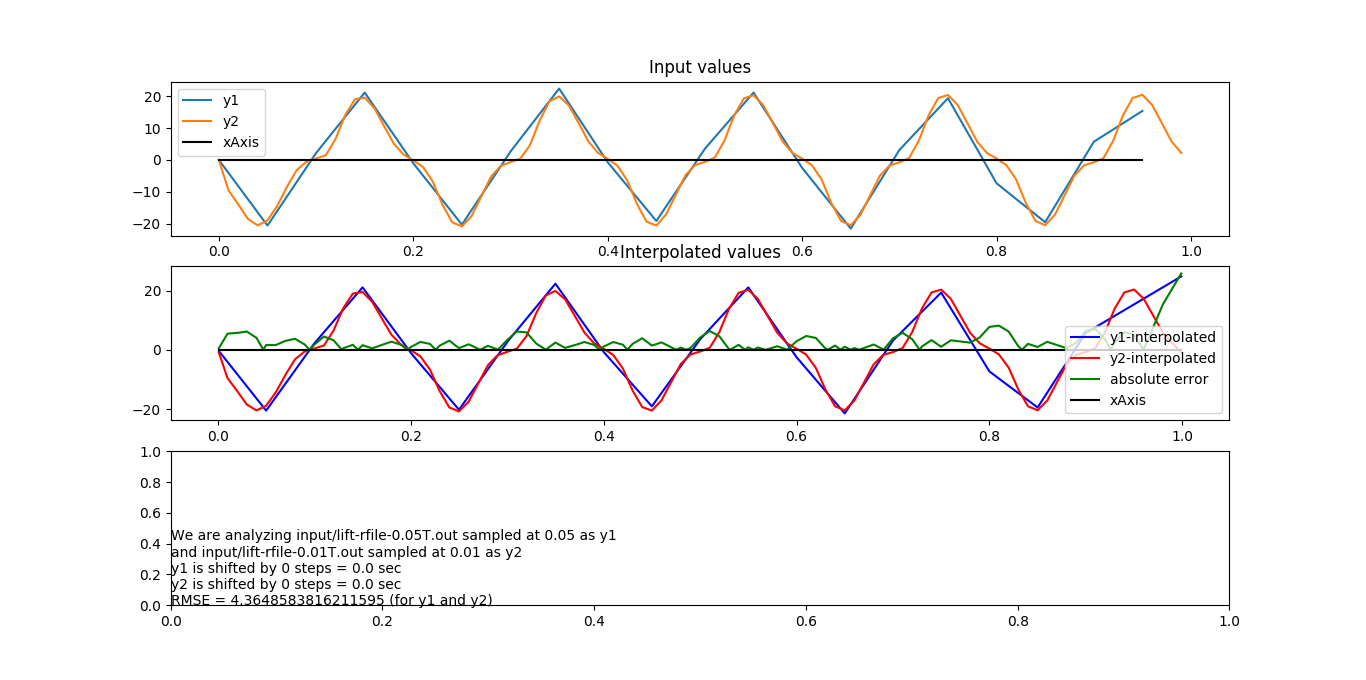 Input values
20
10
0
−10
−20
y1
y2
xAxis
0.0 0.2 0.4 0.6 0.8 1.0
Interpolated values
20
0
−20
y1-interpolated
y2-interpolated
absolute error
xAxis
0.0 0.2 0.4 0.6 0.8 1.0
1.0
0.8
0.6
0.4
0.2
0.0
We are analyzing input/lift-rfile-0.05T.out sampled at 0.05 as y1
and input/lift-rfile-0.01T.out sampled at 0.01 as y2
y1 is shifted by 0 steps = 0.0 sec
y2 is shifted by 0 steps = 0.0 sec
RMSE = 4.3648583816211595 (for y1 and y2)
0.0 0.2 0.4 0.6 0.8 1.0